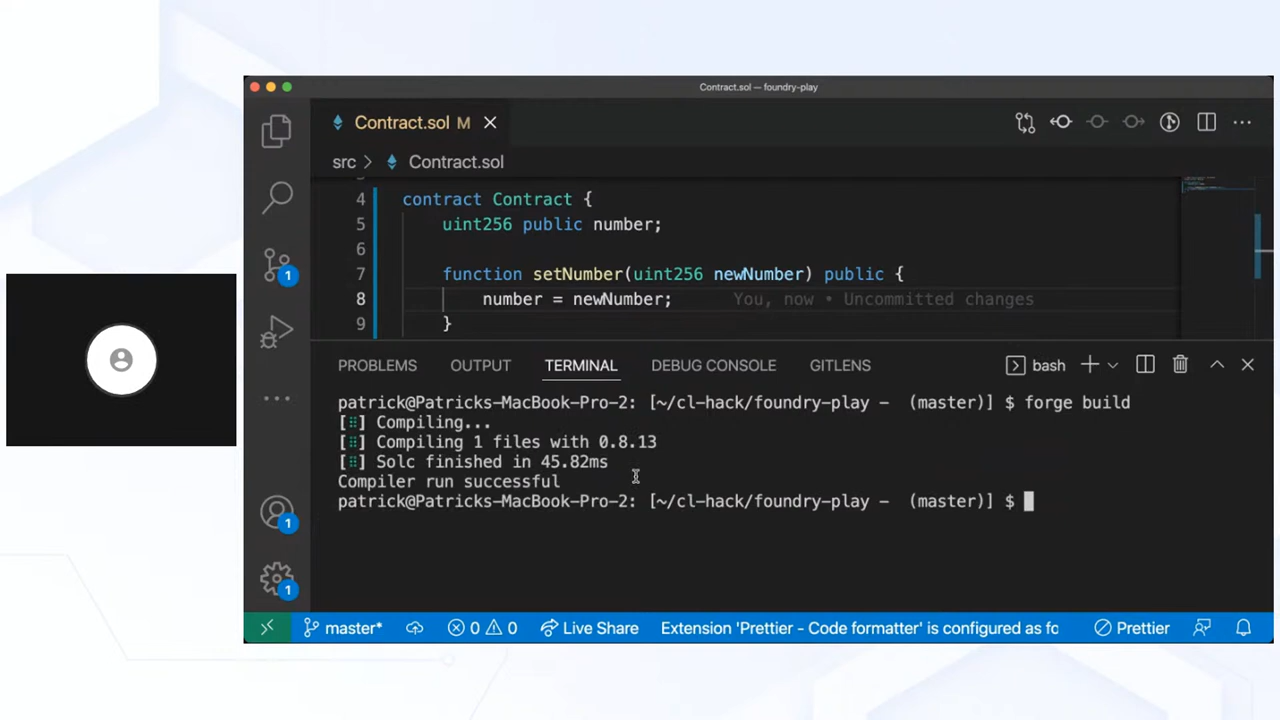 Contract.sol — foundry-play
Contract.sol M
src > Contract.sol
4 contract Contract {
5 uint256 public number;
6
7 function setNumber(uint256 newNumber) public {
8 number = newNumber; You, now • Uncommitted changes
9 }
PROBLEMS OUTPUT TERMINAL DEBUG CONSOLE GITLENS bash
patrick@Patricks-MacBook-Pro-2: [~/cl-hack/foundry-play - (master)] $ forge build
[⠿] Compiling...
[⠿] Compiling 1 files with 0.8.13
[⠿] Solc finished in 45.82ms
Compiler run successful
patrick@Patricks-MacBook-Pro-2: [~/cl-hack/foundry-play - (master)] $
1
1
1
master* 0 0 Live Share Extension 'Prettier - Code formatter' is configured as fo Prettier